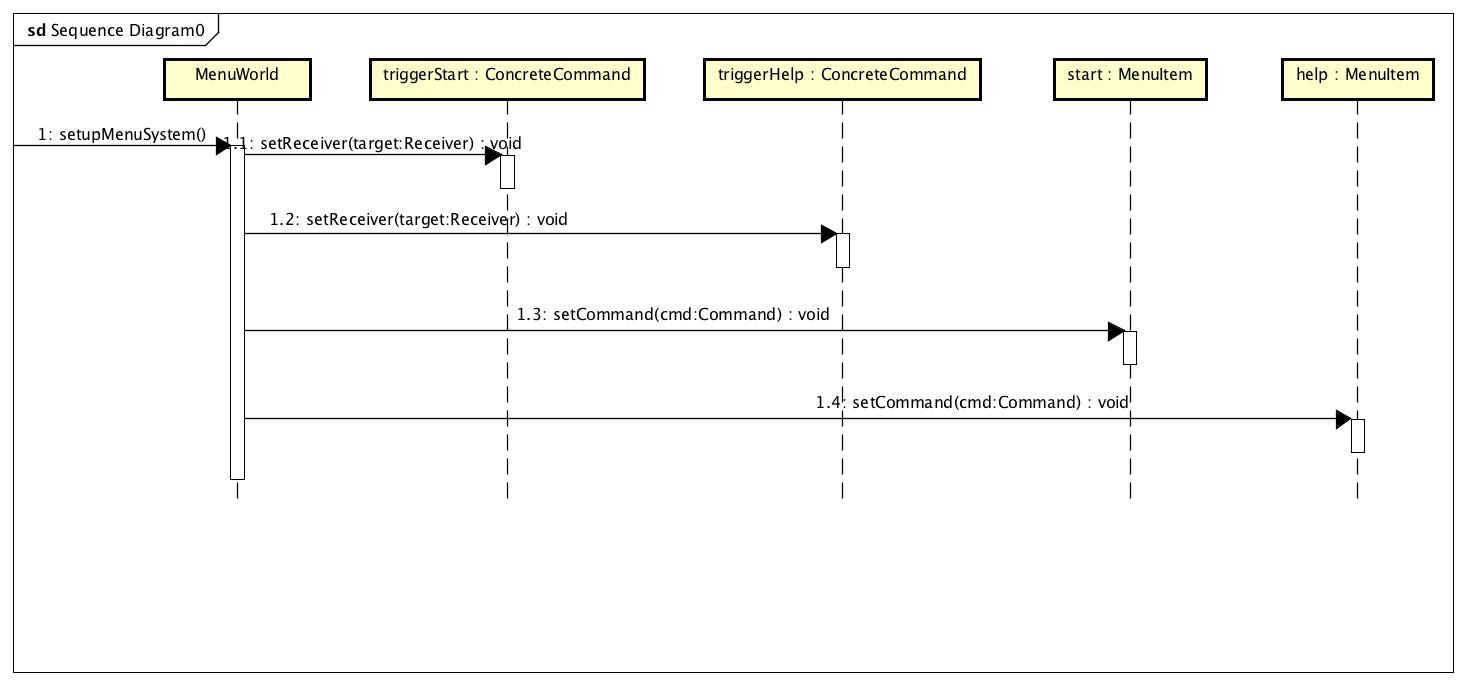 sd Sequence Diagram0
MenuWorld
triggerStart : ConcreteCommand
triggerHelp : ConcreteCommand
start : MenuItem
help : MenuItem
1: setupMenuSystem()
1.1: setReceiver(target:Receiver) : void
1.2: setReceiver(target:Receiver) : void
1.3: setCommand(cmd:Command) : void
1.4: setCommand(cmd:Command) : void